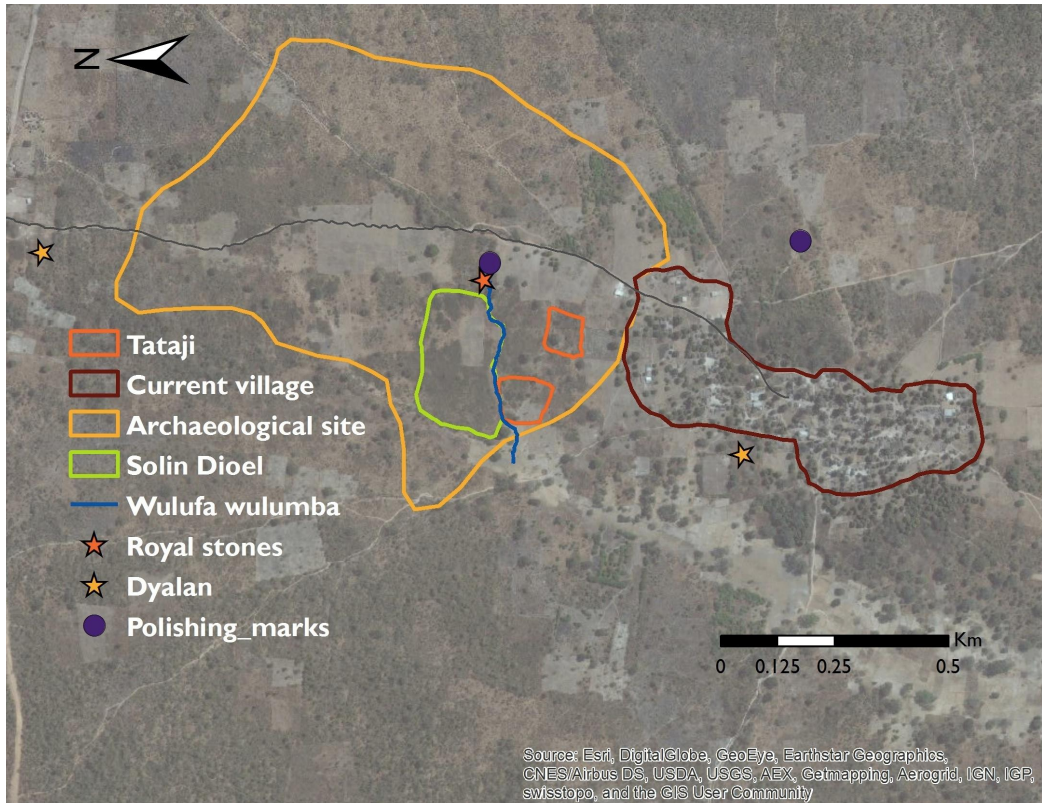 N
Tataji
Current village
Archaeological site
Solin Dioel
Wulufa wulumba
Royal stones
Dyalan
Polishing_marks
Km
0 0.125 0.25 0.5
Source: Esri, DigitalGlobe, GeoEye, Earthstar Geographics,
CNES/Airbus DS, USDA, USGS, AEX, Getmapping, Aerogrid, IGN, IGP,
swisstopo, and the GIS User Community